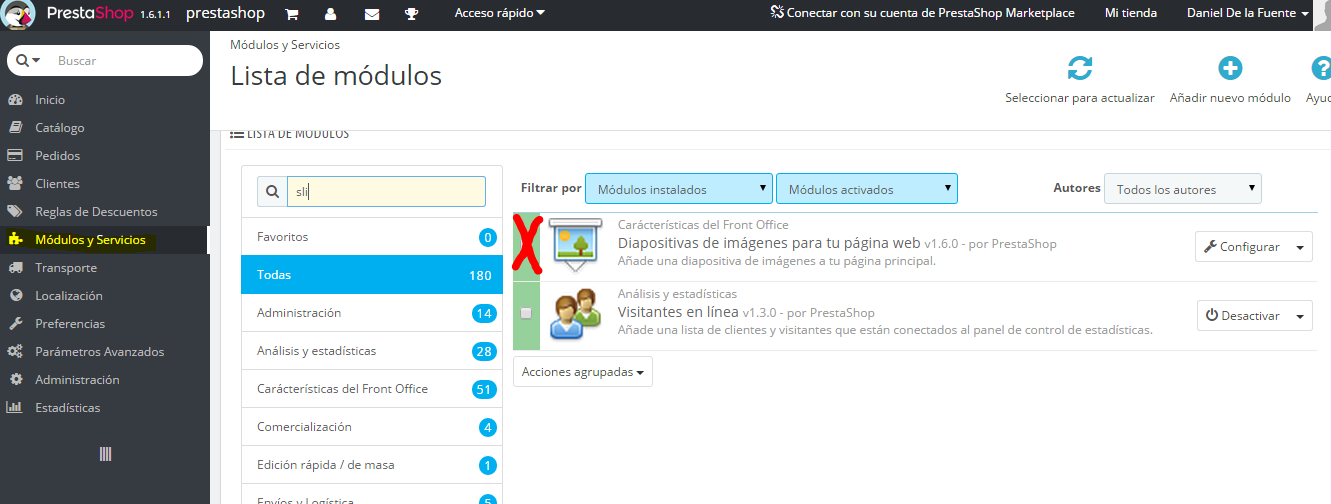 PrestaShop 1.6.1.1 prestashop Acceso rápido Conectar con su cuenta de PrestaShop Marketplace Mi tienda Daniel De la Fuente
Buscar
Inicio
Catálogo
Pedidos
Clientes
Reglas de Descuentos
Módulos y Servicios
Transporte
Localización
Preferencias
Parámetros Avanzados
Administración
Estadísticas
Módulos y Servicios
Lista de módulos
Seleccionar para actualizar Añadir nuevo módulo Ayuc
LISTA DE MÓDULOS
sli
Favoritos 0
Todas 180
Administración 14
Análisis y estadísticas 28
Carácterísticas del Front Office 51
Comercialización 4
Edición rápida / de masa 1
Envíos y Logística 5
Filtrar por Módulos instalados Módulos activados Autores Todos los autores
Carácterísticas del Front Office
Diapositivas de imágenes para tu página web v1.6.0 - por PrestaShop
Añade una diapositiva de imágenes a tu página principal.
Configurar
Análisis y estadísticas
Visitantes en línea v1.3.0 - por PrestaShop
Añade una lista de clientes y visitantes que están conectados al panel de control de estadísticas.
Desactivar
Acciones agrupadas